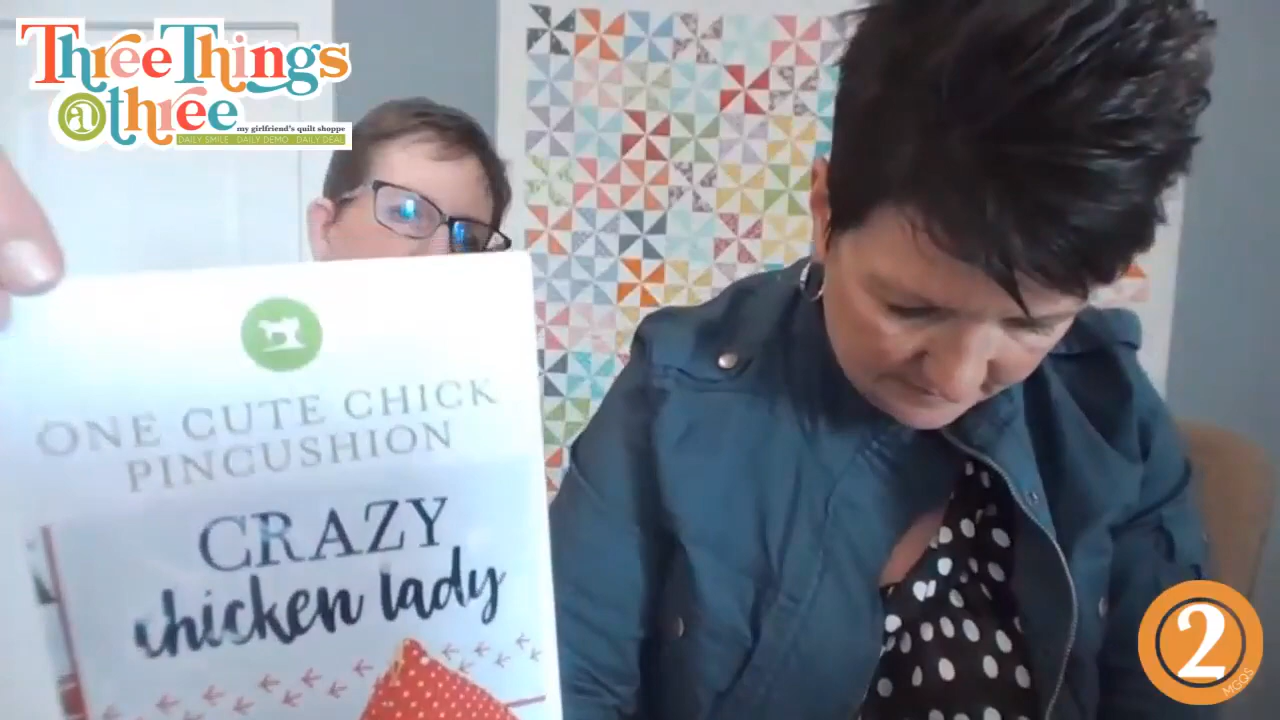 Three Things
@ three
my girlfriend's quilt shoppe
DAILY SMILE DAILY DEMO DAILY DEAL
ONE CUTE CHICK
PINCUSHION
CRAZY
chicken lady
2
MGQS